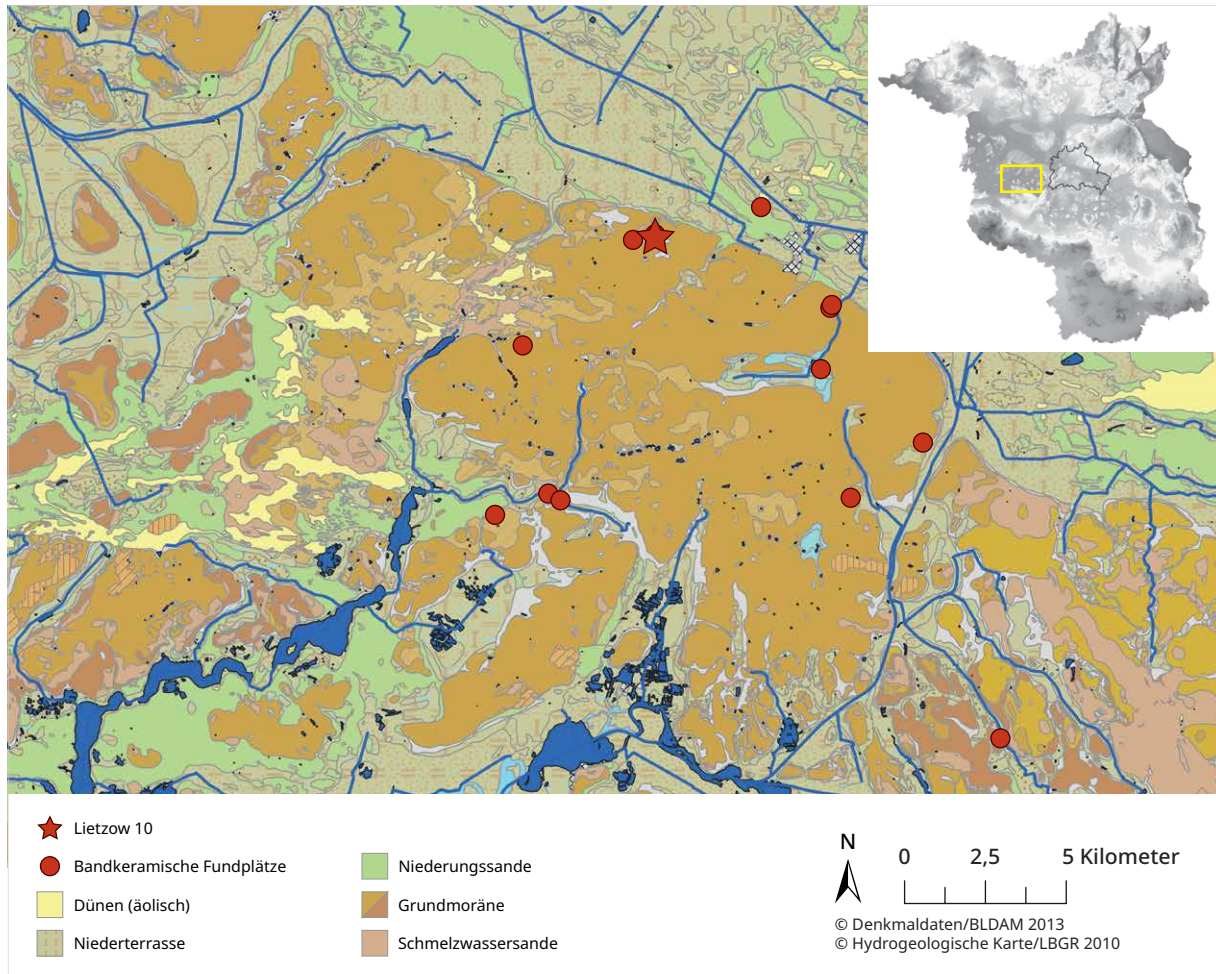 Lietzow 10
Bandkeramische Fundplätze
Dünen (äolisch)
Niederterrasse
Niederungssande
Grundmoräne
Schmelzwassersande
N
0 2,5 5 Kilometer
© Denkmaldaten/BLDAM 2013
© Hydrogeologische Karte/LBGR 2010